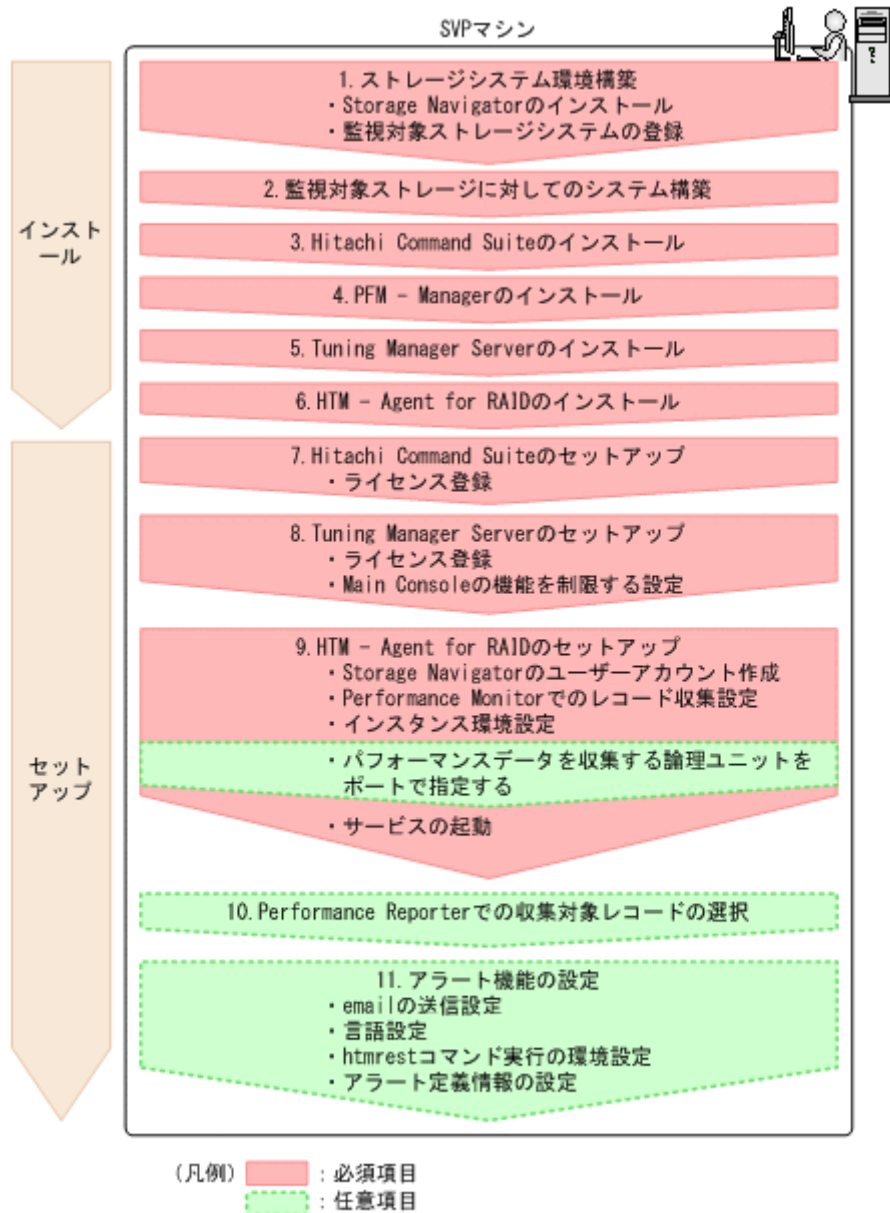 SVPマシン
1.ストレージシステム環境構築
・Storage Navigatorのインストール
・監視対象ストレージシステムの登録
2.監視対象ストレージに対してのシステム構築
インスト
ール
3.Hitachi Command Suiteのインストール
4.PFM - Managerのインストール
5.Tuning Manager Serverのインストール
6.HTM - Agent for RAIDのインストール
7.Hitachi Command Suiteのセットアップ
・ライセンス登録
8.Tuning Manager Serverのセットアップ
・ライセンス登録
・Main Consoleの機能を制限する設定
9.HTM - Agent for RAIDのセットアップ
・Storage Navigatorのユーザーアカウント作成
・Performance Monitorでのレコード収集設定
・インスタンス環境設定
セット
アップ
・パフォーマンスデータを収集する論理ユニットを
ポートで指定する
・サービスの起動
10.Performance Reporterでの収集対象レコードの選択
11.アラート機能の設定
・emailの送信設定
・言語設定
・htmrestコマンド実行の環境設定
・アラート定義情報の設定
(凡例)
：必須項目
：任意項目